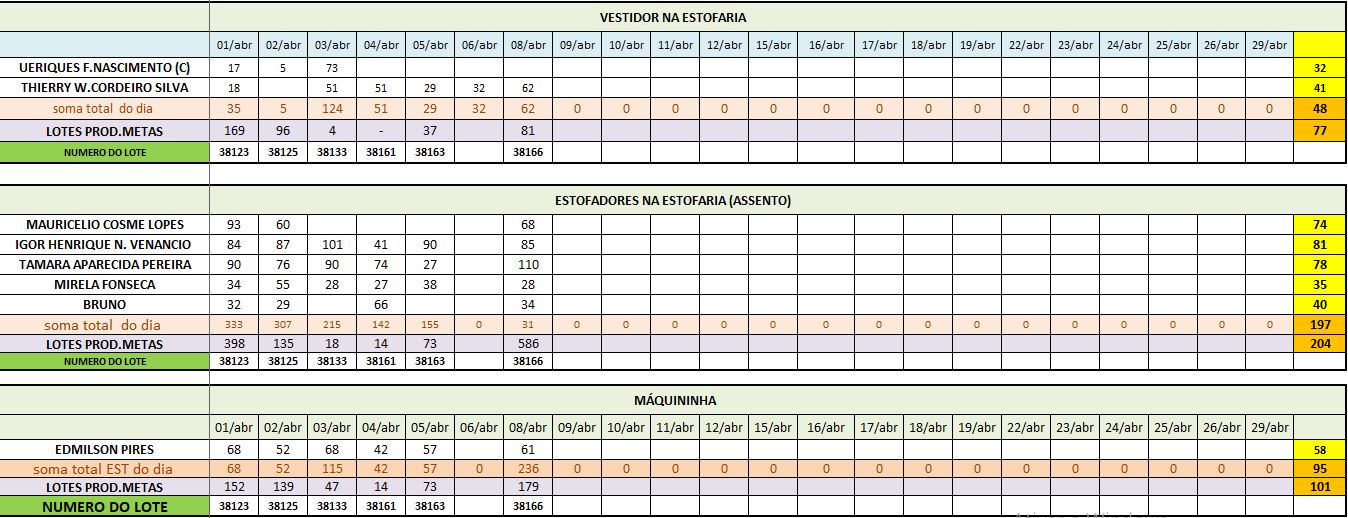 VESTIDOR NA ESTOFARIA
01/abr 02/abr 03/abr 04/abr 05/abr 06/abr 08/abr 09/abr 10/abr 11/abr 12/abr 15/abr 16/abr 17/abr 18/abr 19/abr 22/abr 23/abr 24/abr 25/abr 26/abr 29/abr
UERIQUES F.NASCIMENTO (C) 17 5 73 32
THIERRY W.CORDEIRO SILVA 18 51 51 29 32 62 41
soma total do dia 35 5 124 51 29 32 62 0 0 0 0 0 0 0 0 0 0 0 0 0 0 0 48
LOTES PROD.METAS 169 96 4 - 37 81 77
NUMERO DO LOTE 38123 38125 38133 38161 38163 38166
ESTOFADORES NA ESTOFARIA (ASSENTO)
MAURICELIO COSME LOPES 93 60 68 74
IGOR HENRIQUE N. VENANCIO 84 87 101 41 90 85 81
TAMARA APARECIDA PEREIRA 90 76 90 74 27 110 78
MIRELA FONSECA 34 55 28 27 38 28 35
BRUNO 32 29 66 34 40
soma total do dia 333 307 215 142 155 0 31 0 0 0 0 0 0 0 0 0 0 0 0 0 0 0 197
LOTES PROD.METAS 398 135 18 14 73 586 204
NUMERO DO LOTE 38123 38125 38133 38161 38163 38166
MÁQUININHA
01/abr 02/abr 03/abr 04/abr 05/abr 06/abr 08/abr 09/abr 10/abr 11/abr 12/abr 15/abr 16/abr 17/abr 18/abr 19/abr 22/abr 23/abr 24/abr 25/abr 26/abr 29/abr
EDMILSON PIRES 68 52 68 42 57 61 58
soma total EST do dia 68 52 115 42 57 0 236 0 0 0 0 0 0 0 0 0 0 0 0 0 0 0 95
LOTES PROD.METAS 152 139 47 14 73 179 101
NUMERO DO LOTE 38123 38125 38133 38161 38163 38166